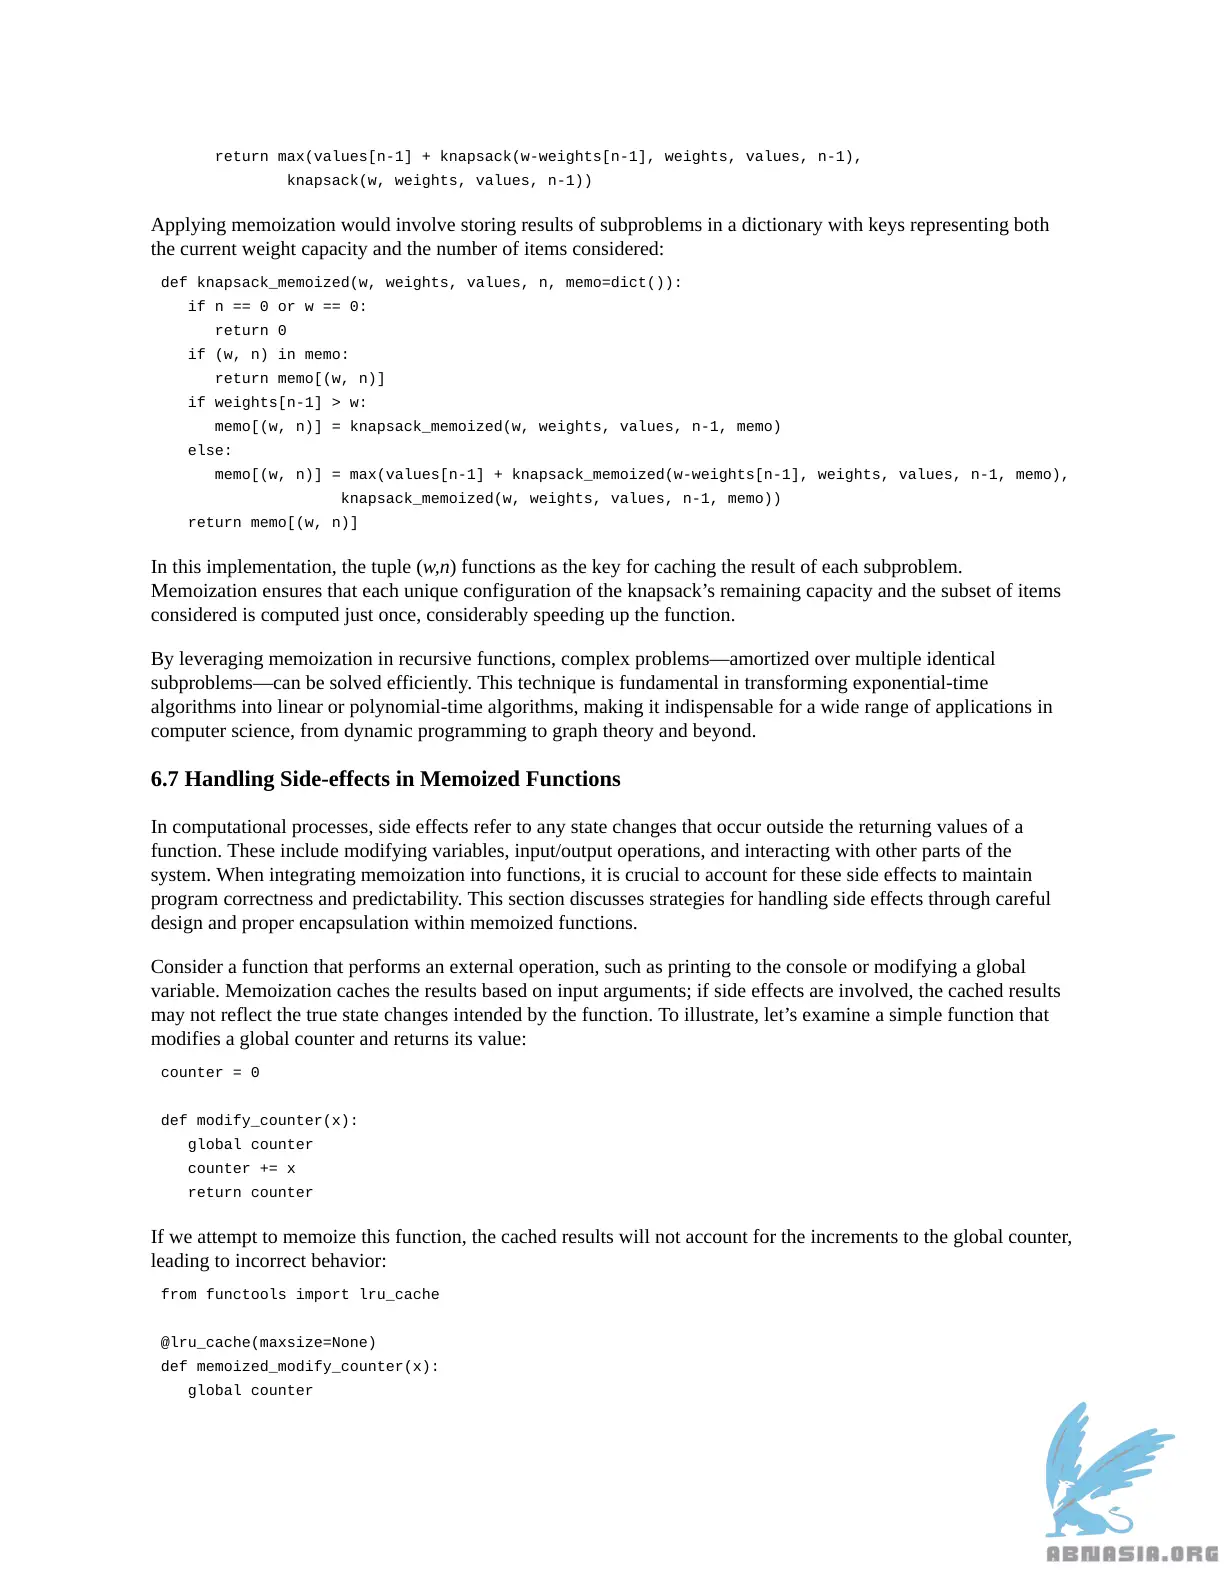 return max(values[n-1] + knapsack(w-weights[n-1], weights, values, n-1),
knapsack(w, weights, values, n-1))
Applying memoization would involve storing results of subproblems in a dictionary with keys representing both
the current weight capacity and the number of items considered:
def knapsack_memoized(w, weights, values, n, memo=dict()):
if n == 0 or w == 0:
return 0
if (w, n) in memo:
return memo[(w, n)]
if weights[n-1] > w:
memo[(w, n)] = knapsack_memoized(w, weights, values, n-1, memo)
else:
memo[(w, n)] = max(values[n-1] + knapsack_memoized(w-weights[n-1], weights, values, n-1, memo),
knapsack_memoized(w, weights, values, n-1, memo))
return memo[(w, n)]
In this implementation, the tuple (w,n) functions as the key for caching the result of each subproblem.
Memoization ensures that each unique configuration of the knapsack’s remaining capacity and the subset of items
considered is computed just once, considerably speeding up the function.
By leveraging memoization in recursive functions, complex problems—amortized over multiple identical
subproblems—can be solved efficiently. This technique is fundamental in transforming exponential-time
algorithms into linear or polynomial-time algorithms, making it indispensable for a wide range of applications in
computer science, from dynamic programming to graph theory and beyond.
6.7 Handling Side-effects in Memoized Functions
In computational processes, side effects refer to any state changes that occur outside the returning values of a
function. These include modifying variables, input/output operations, and interacting with other parts of the
system. When integrating memoization into functions, it is crucial to account for these side effects to maintain
program correctness and predictability. This section discusses strategies for handling side effects through careful
design and proper encapsulation within memoized functions.
Consider a function that performs an external operation, such as printing to the console or modifying a global
variable. Memoization caches the results based on input arguments; if side effects are involved, the cached results
may not reflect the true state changes intended by the function. To illustrate, let’s examine a simple function that
modifies a global counter and returns its value:
counter = 0
def modify_counter(x):
global counter
counter += x
return counter
If we attempt to memoize this function, the cached results will not account for the increments to the global counter,
leading to incorrect behavior:
from functools import lru_cache
@lru_cache(maxsize=None)
def memoized_modify_counter(x):
global counter
ABNASIA.ORG